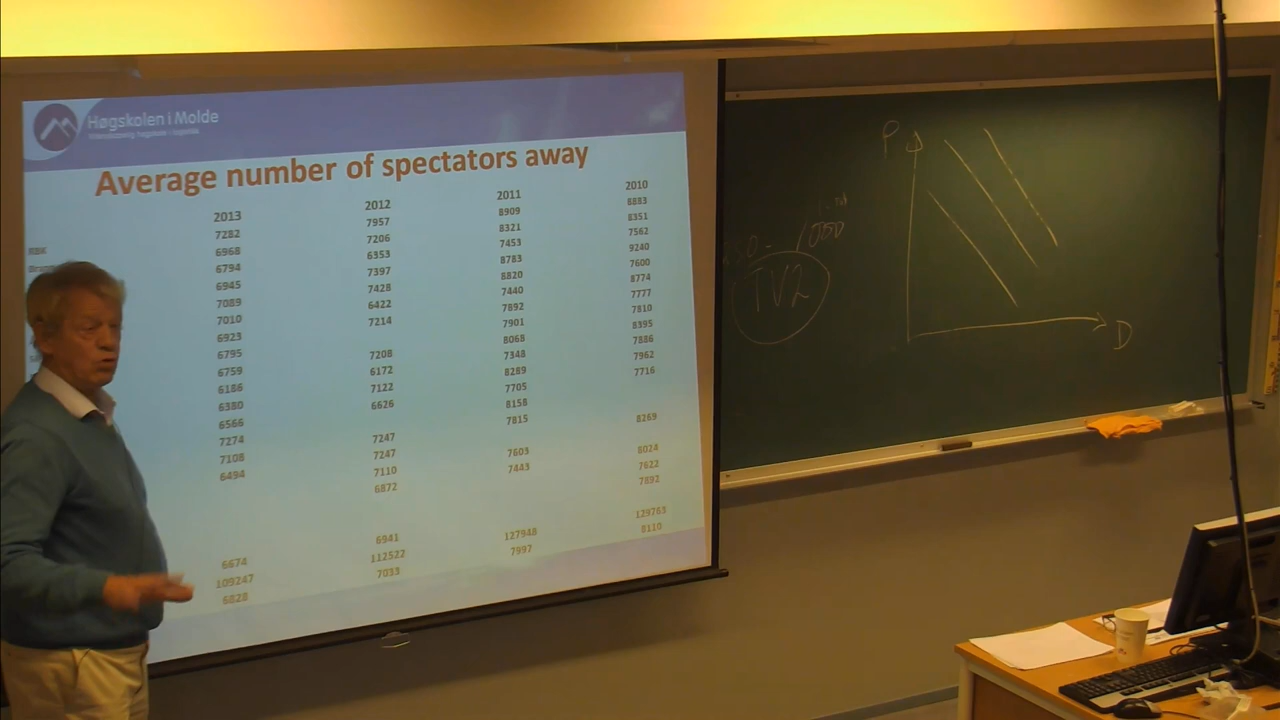 Høgskolen i Molde
Vitenskapelig høgskole i logistikk
Average number of spectators away
2013 2012 2011 2010
RBK 7282 7957 8909 8883
6968 7206 8321 8351
6794 6353 7453 7562
6945 7397 8783 9240
7089 7428 8820 7600
7010 6422 7440 8774
6923 7214 7892 7777
6795 7901 7810
6759 7208 8068 8395
6186 6172 7348 7886
6380 7122 8289 7962
6566 6626 7705 7716
7274 8158
7108 7247 7815
6494 7247 8269
7110 7603
6872 7443 8024
7622
7892
6674 6941
109247 112522 127948 129763
6828 7033 7997 8110
P
D
TV2